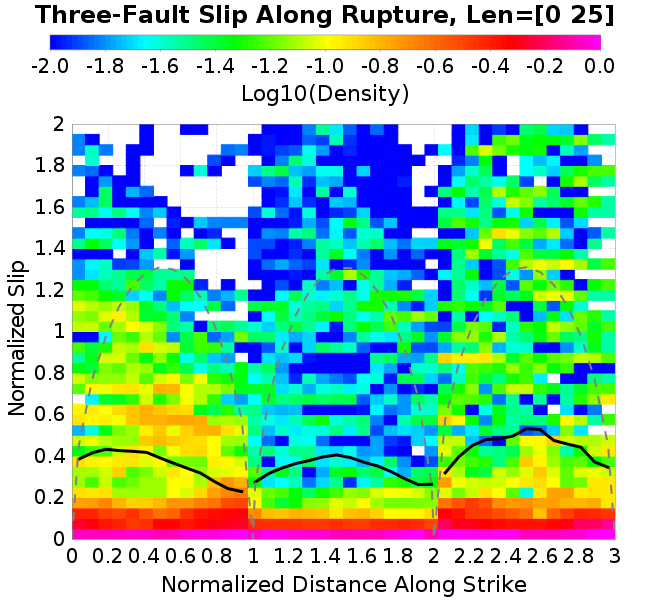 Three-Fault Slip Along Rupture, Len=[0 25]
-2.0 -1.8 -1.6 -1.4 -1.2 -1.0 -0.8 -0.6 -0.4 -0.2 0.0
Log10(Density)
2
1.8
1.6
1.4
1.2
1
0.8
0.6
0.4
0.2
0
Normalized Slip
0 0.2 0.4 0.6 0.8 1 1.2 1.4 1.6 1.8 2 2.2 2.4 2.6 2.8 3
Normalized Distance Along Strike